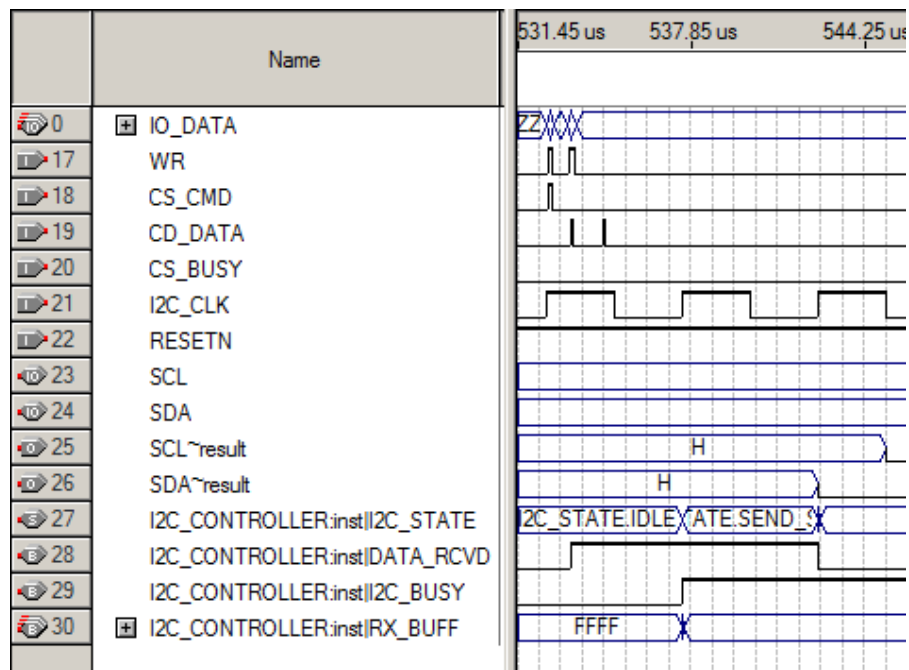 Name
531.45 us 537.85 us 544.25 us
0 IO_DATA ZZ
17 WR
18 CS_CMD
19 CD_DATA
20 CS_BUSY
21 I2C_CLK
22 RESETN
23 SCL
24 SDA
25 SCL~result H
26 SDA~result H
27 I2C_CONTROLLER:inst|I2C_STATE I2C_STATE.IDLE ATE.SEND_S
28 I2C_CONTROLLER:inst|DATA_RCVD
29 I2C_CONTROLLER:inst|I2C_BUSY
30 I2C_CONTROLLER:inst|RX_BUFF FFFF